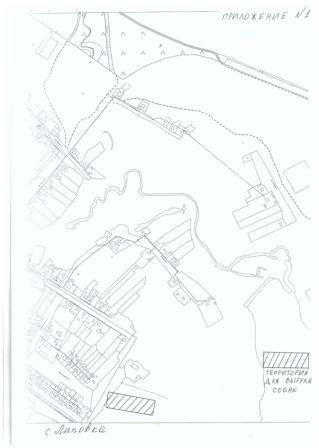 ПРИЛОЖЕНИЕ №1
ТЕРРИТОРИЯ
ДЛЯ ВЫГУЛА
СОБАК
с. Липовка